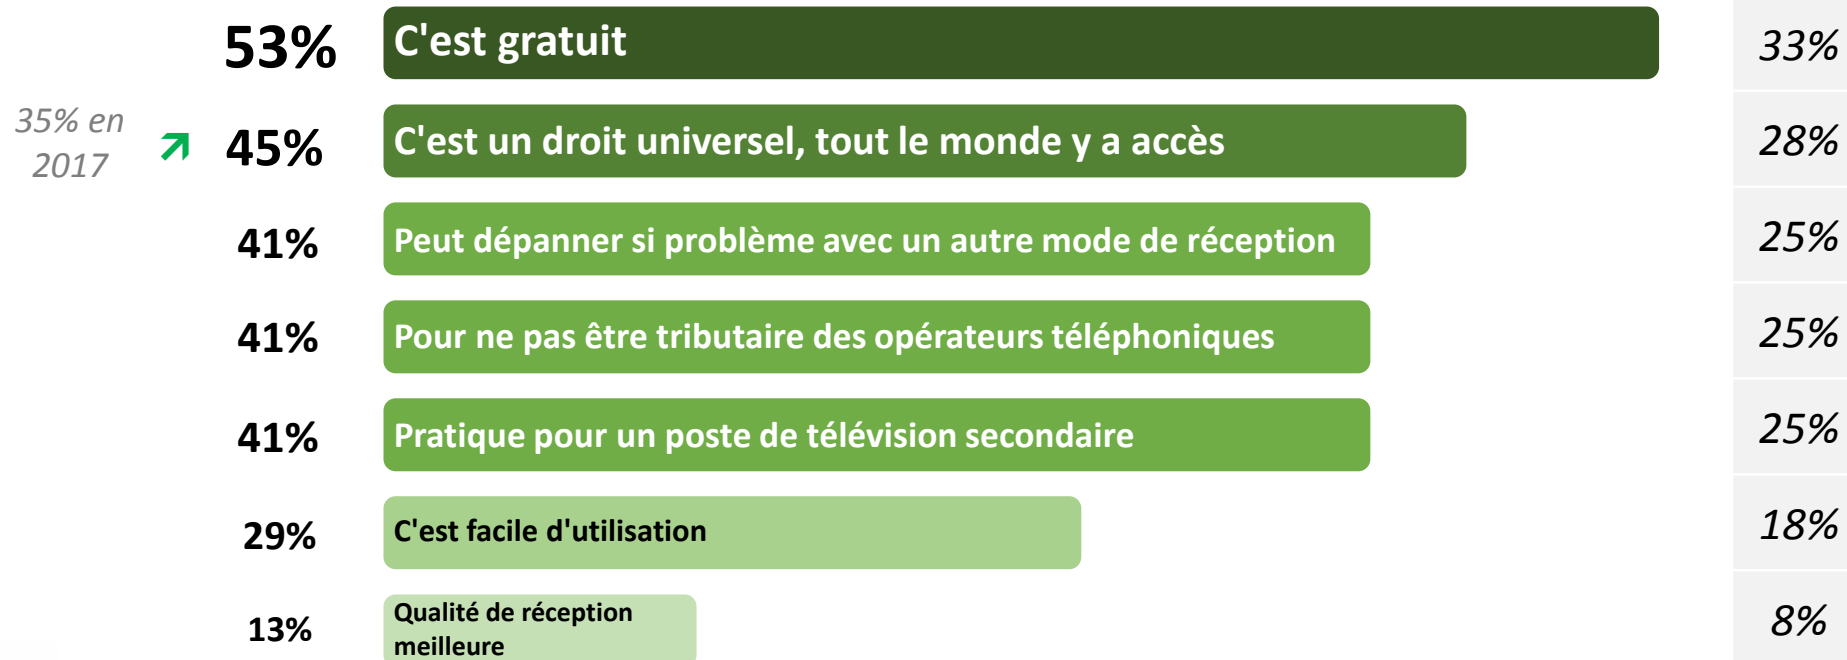 53% C'est gratuit 33%
35% en
2017
45% C'est un droit universel, tout le monde y a accès 28%
41% Peut dépanner si problème avec un autre mode de réception 25%
41% Pour ne pas être tributaire des opérateurs téléphoniques 25%
41% Pratique pour un poste de télévision secondaire 25%
29% C'est facile d'utilisation 18%
13% Qualité de réception
meilleure 8%